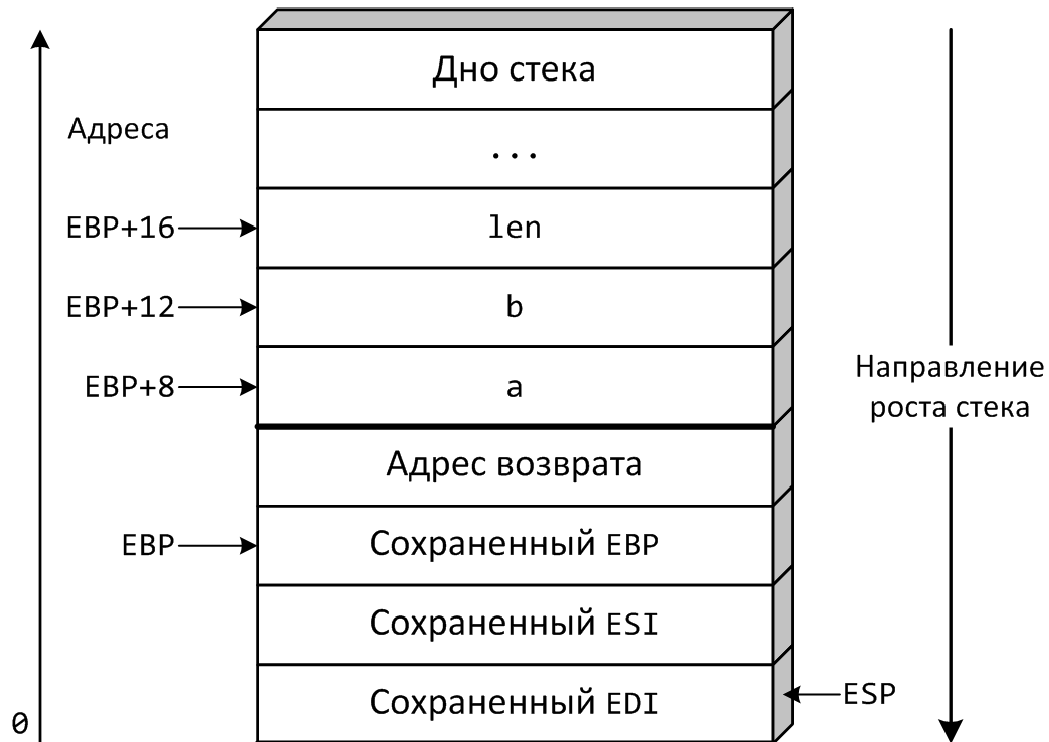 Дно стека
Адреса
...
EBP+16
len
EBP+12
b
EBP+8
a
Направление
роста стека
Адрес возврата
EBP
Сохраненный EBP
Сохраненный ESI
Сохраненный EDI
ESP
0